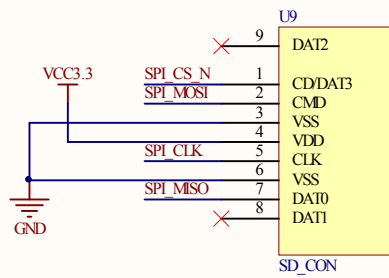 U9
9 DAT2
VCC3.3
SPI_CS_N 1 CD/DAT3
SPI_MOSI 2 CMD
3 VSS
4 VDD
SPI_CLK 5 CLK
6 VSS
SPI_MISO 7 DAT0
8 DAT1
GND
SD_CON